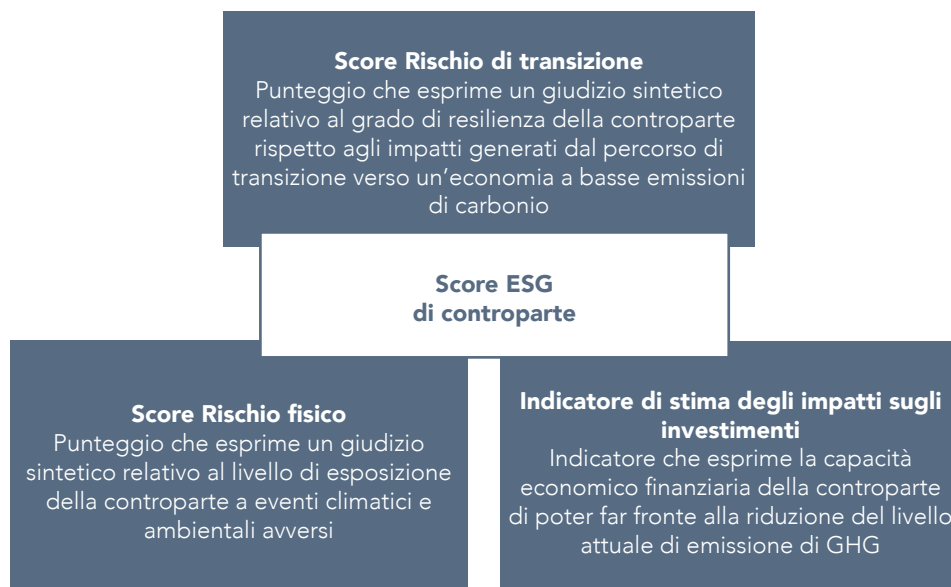 Score Rischio di transizione
Punteggio che esprime un giudizio sintetico
relativo al grado di resilienza della controparte
rispetto agli impatti generati dal percorso di
transizione verso un'economia a basse emissioni
di carbonio
Score ESG
di controparte
Score Rischio fisico
Punteggio che esprime un giudizio
sintetico relativo al livello di esposizione
della controparte a eventi climatici e
ambientali avversi
Indicatore di stima degli impatti sugli
investimenti
Indicatore che esprime la capacità
economico finanziaria della controparte
di poter far fronte alla riduzione del livello
attuale di emissione di GHG